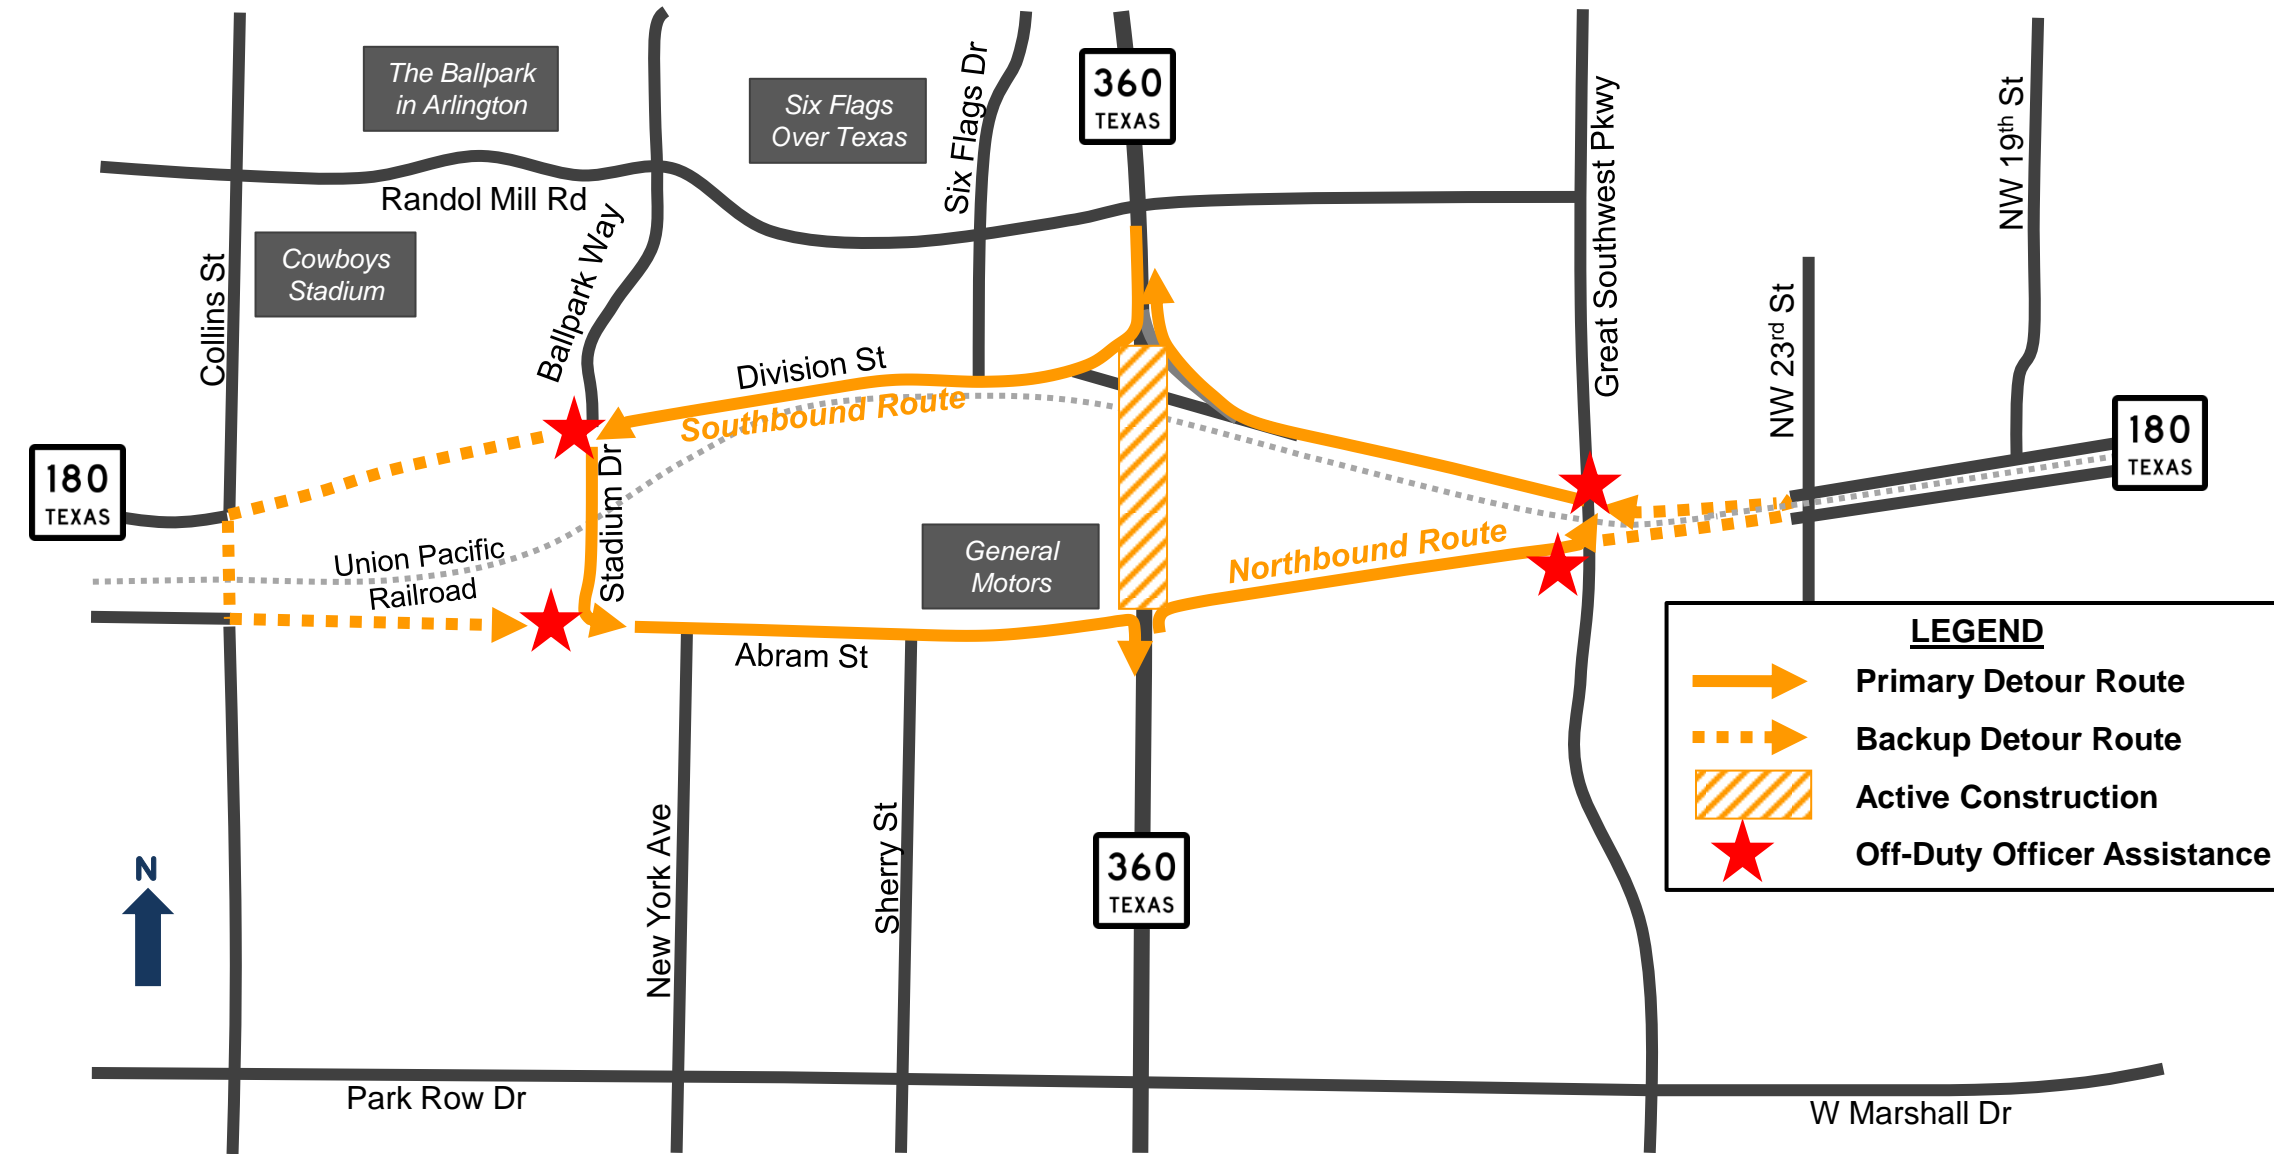 The Ballpark
in Arlington
Six Flags
Over Texas
Six Flags Dr
360
TEXAS
Great Southwest Pkwy
NW 19th St
Randol Mill Rd
Cowboys
Stadium
Collins St
Ballpark Way
Division St
Southbound Route
NW 23rd St
180
TEXAS
180
TEXAS
Stadium Dr
Union Pacific
Railroad
General
Motors
Northbound Route
Abram St
LEGEND
Primary Detour Route
Backup Detour Route
Active Construction
Off-Duty Officer Assistance
N
New York Ave
Sherry St
360
TEXAS
Park Row Dr
W Marshall Dr